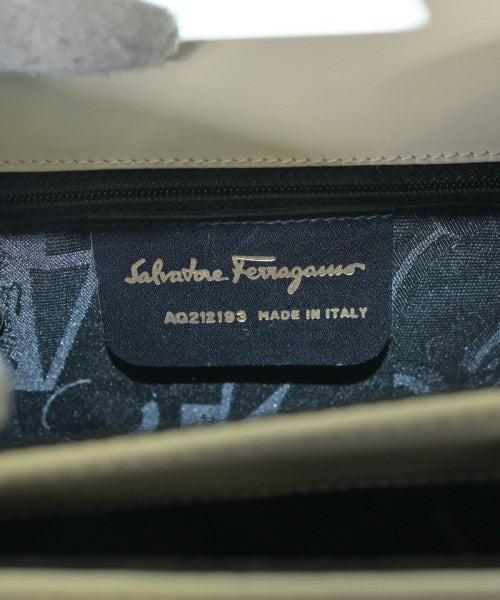 Salvatore Ferragamo
AQ212193 MADE IN ITALY